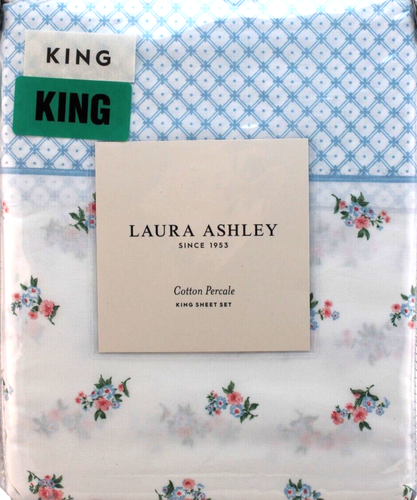 KING
KING
LAURA ASHLEY
SINCE 1953
Cotton Percale
KING SHEET SET